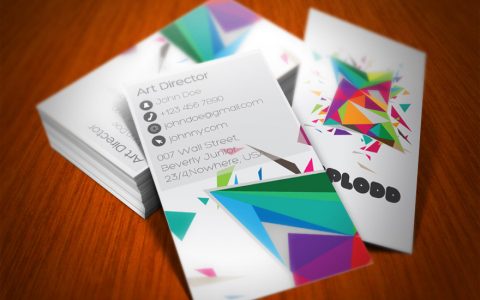 Art Director
John Doe
+123 456 7890
johndoe@gmail.com
johnny.com
007 Wall Street,
Beverly Junior,
23/4Nowhere, USA
Art Director
PLODD